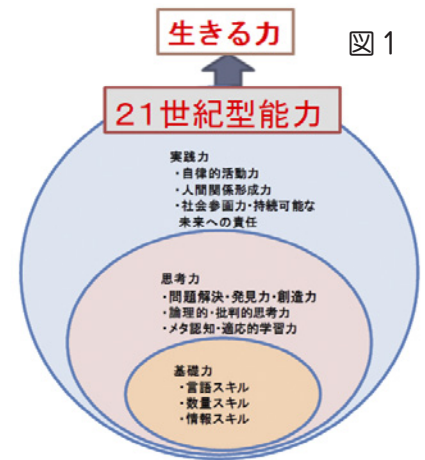 生きる力
図1
21世紀型能力
実践力
・自律的活動力
・人間関係形成力
・社会参画力・持続可能な
未来への責任
思考力
・問題解決・発見力・創造力
・論理的・批判的思考力
・メタ認知・適応的学習力
基礎力
・言語スキル
・数量スキル
・情報スキル